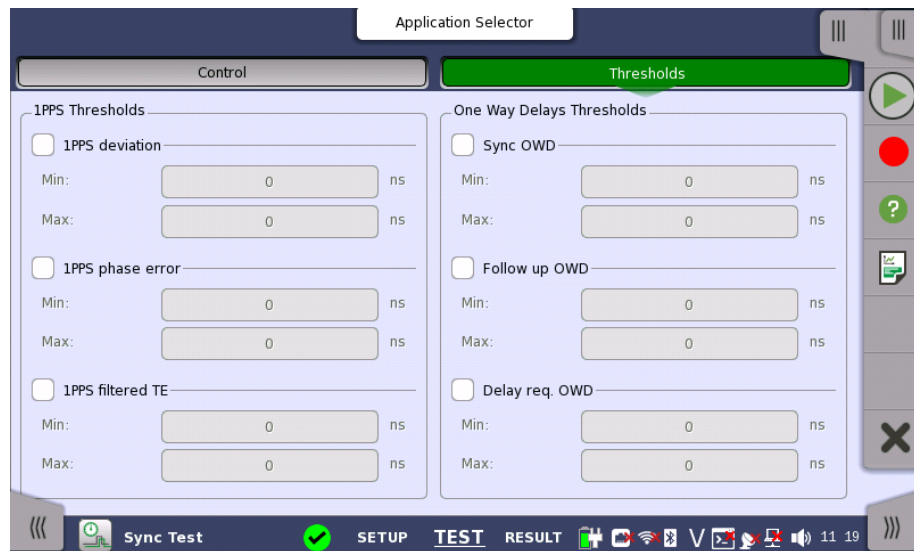 Application Selector
Control
Thresholds
1PPS Thresholds
1PPS deviation
Min: 0 ns
Max: 0 ns
1PPS phase error
Min: 0 ns
Max: 0 ns
1PPS filtered TE
Min: 0 ns
Max: 0 ns
One Way Delays Thresholds
Sync OWD
Min: 0 ns
Max: 0 ns
Follow up OWD
Min: 0 ns
Max: 0 ns
Delay req. OWD
Min: 0 ns
Max: 0 ns
Sync Test SETUP TEST RESULT V 11 19